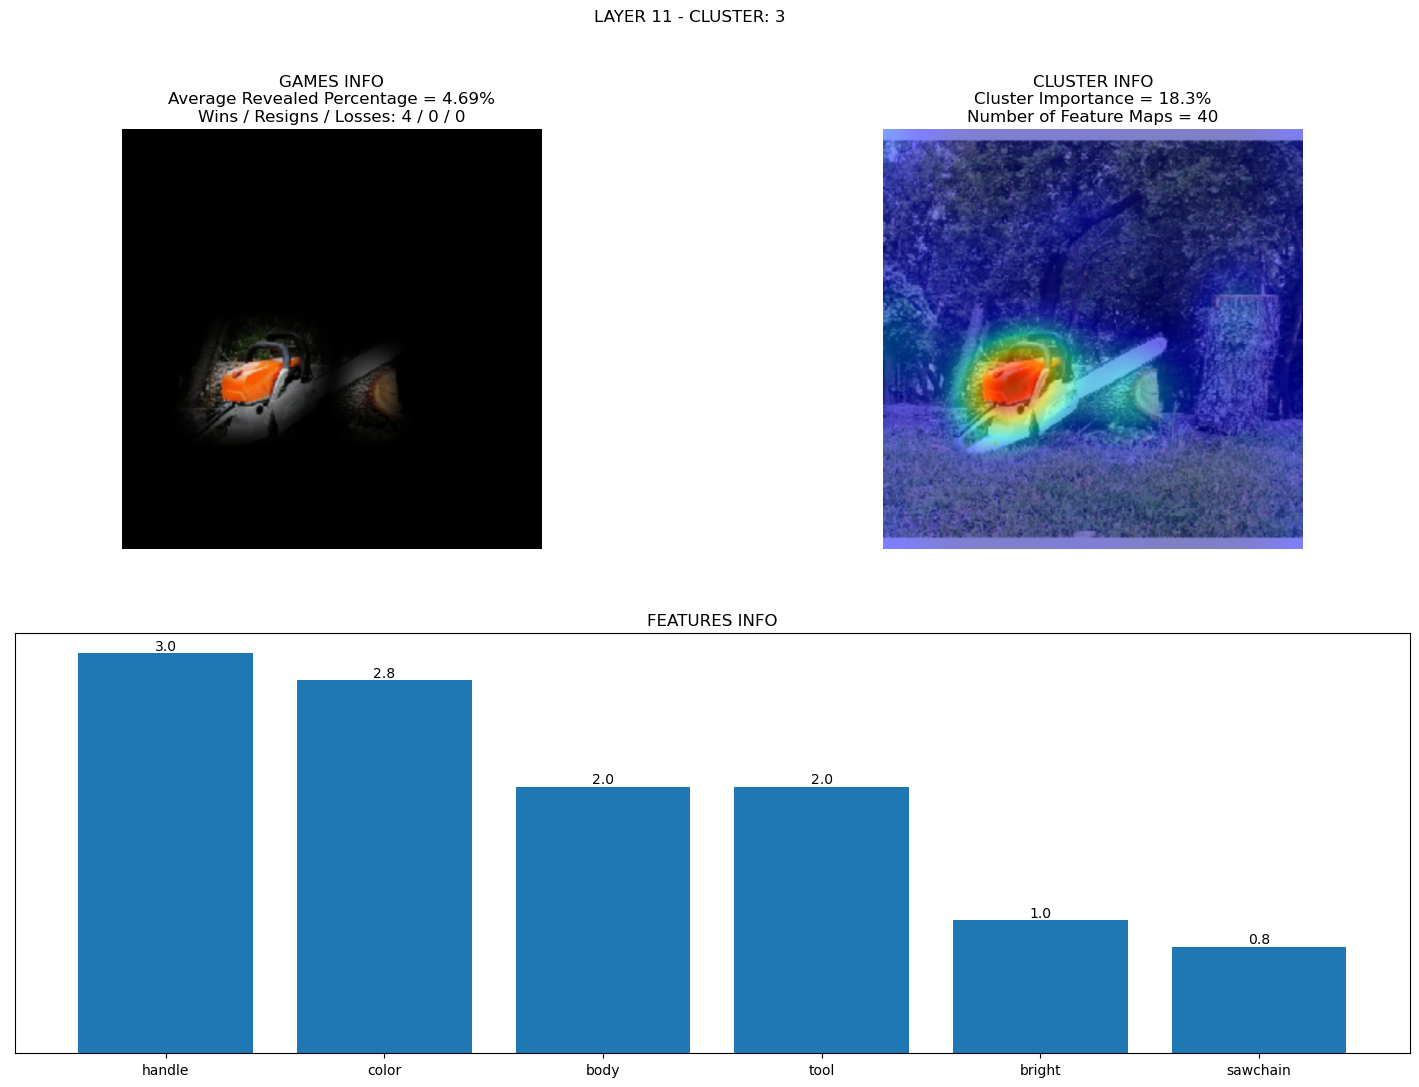 LAYER 11 - CLUSTER: 3
GAMES INFO
Average Revealed Percentage = 4.69%
Wins / Resigns / Losses: 4 / 0 / 0
CLUSTER INFO
Cluster Importance = 18.3%
Number of Feature Maps = 40
FEATURES INFO
3.0
2.8
2.0
2.0
1.0
0.8
handle
color
body
tool
bright
sawchain